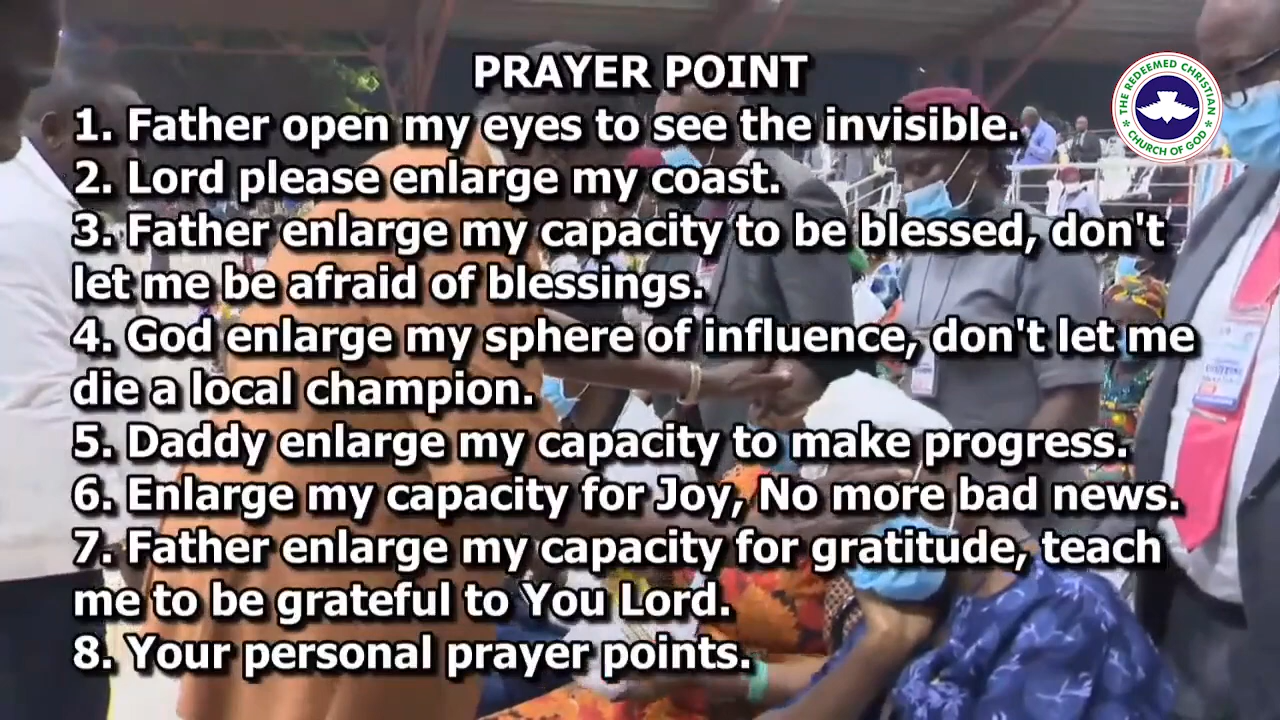 PRAYER POINT
1. Father open my eyes to see the invisible.
2. Lord please enlarge my coast.
3. Father enlarge my capacity to be blessed, don't
let me be afraid of blessings.
4. God enlarge my sphere of influence, don't let me
die a local champion.
5. Daddy enlarge my capacity to make progress.
6. Enlarge my capacity for Joy, No more bad news.
7. Father enlarge my capacity for gratitude, teach
me to be grateful to You Lord.
8. Your personal prayer points.
THE REDEEMED CHRISTIAN
CHURCH OF GOD